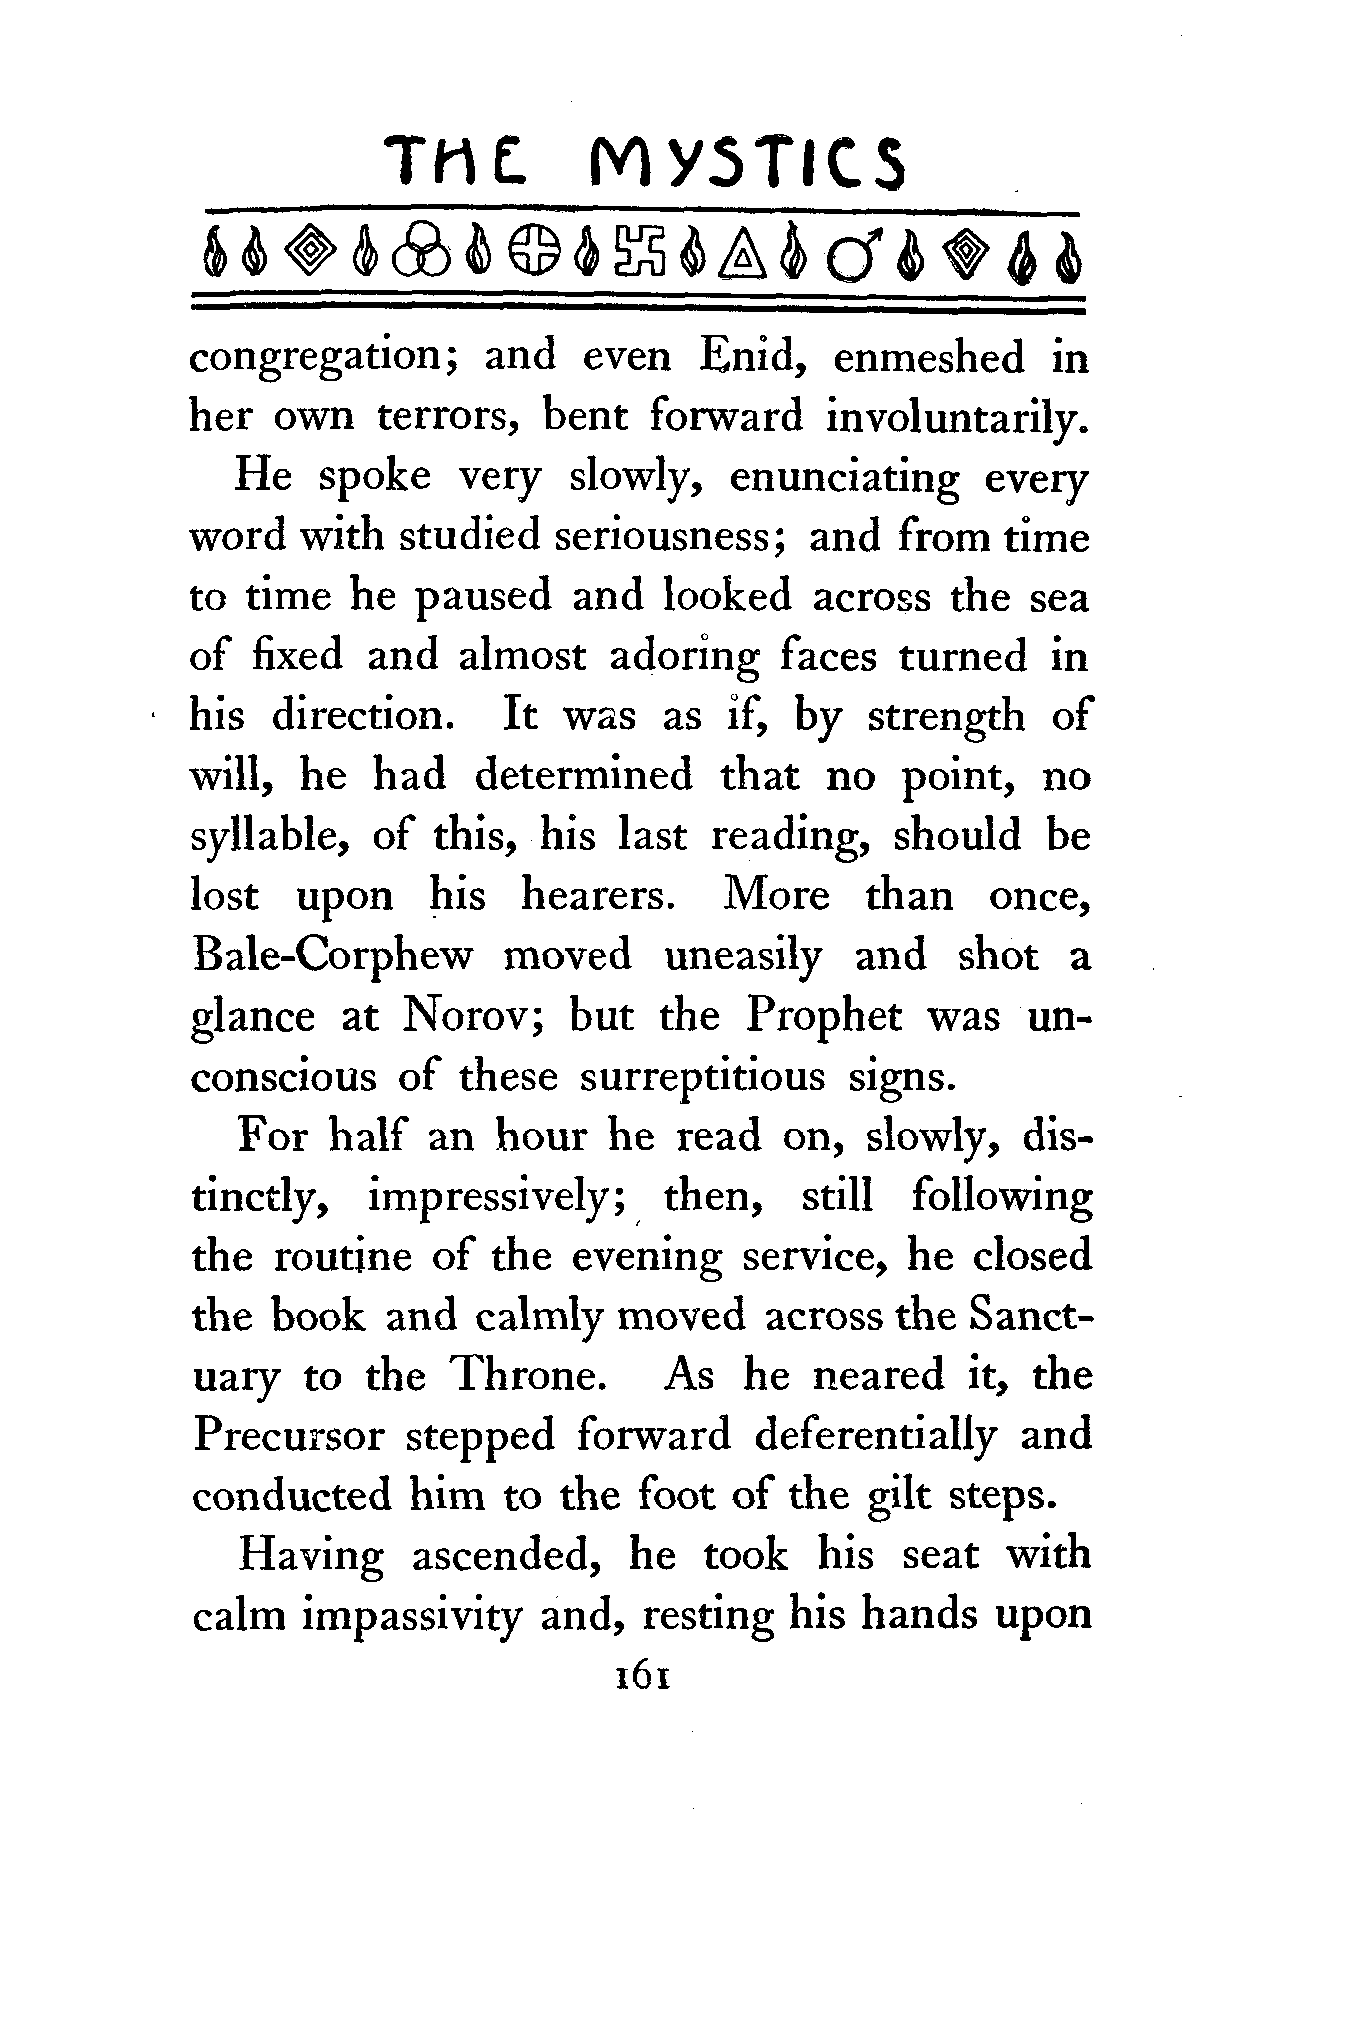 THE MYSTICS
congregation; and even Enid, enmeshed in
her own terrors, bent forward involuntarily.
He spoke very slowly, enunciating every
word with studied seriousness; and from time
to time he paused and looked across the sea
of fixed and almost adoring faces turned in
his direction. It was as if, by strength of
will, he had determined that no point, no
syllable, of this, his last reading, should be
lost upon his hearers. More than once,
Bale-Corphew moved uneasily and shot a
glance at Norov; but the Prophet was un-
conscious of these surreptitious signs.
For half an hour he read on, slowly, dis-
tinctly, impressively; then, still following
the routine of the evening service, he closed
the book and calmly moved across the Sanct-
uary to the Throne. As he neared it, the
Precursor stepped forward deferentially and
conducted him to the foot of the gilt steps.
Having ascended, he took his seat with
calm impassivity and, resting his hands upon
161